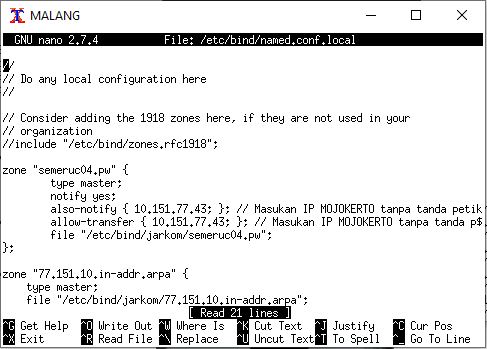 MALANG
GNU nano 2.7.4 File: /etc/bind/named.conf.local
//
// Do any local configuration here
//
// Consider adding the 1918 zones here, if they are not used in your
// organization
//include "/etc/bind/zones.rfc1918";
zone "semeruc04.pw" {
type master;
notify yes;
also-notify { 10.151.77.43; }; // Masukan IP MOJOKERTO tanpa tanda petik
allow-transfer { 10.151.77.43; }; // Masukan IP MOJOKERTO tanpa tanda p$
file "/etc/bind/jarkom/semeruc04.pw";
};
zone "77.151.10.in-addr.arpa" {
type master;
file "/etc/bind/jarkom/77.151.10.in-addr.arpa";
[ Read 21 lines ]
^G Get Help ^O Write Out ^W Where Is ^K Cut Text ^J Justify ^C Cur Pos
^X Exit ^R Read File ^\ Replace ^U Uncut Text ^T To Spell ^_ Go To Line